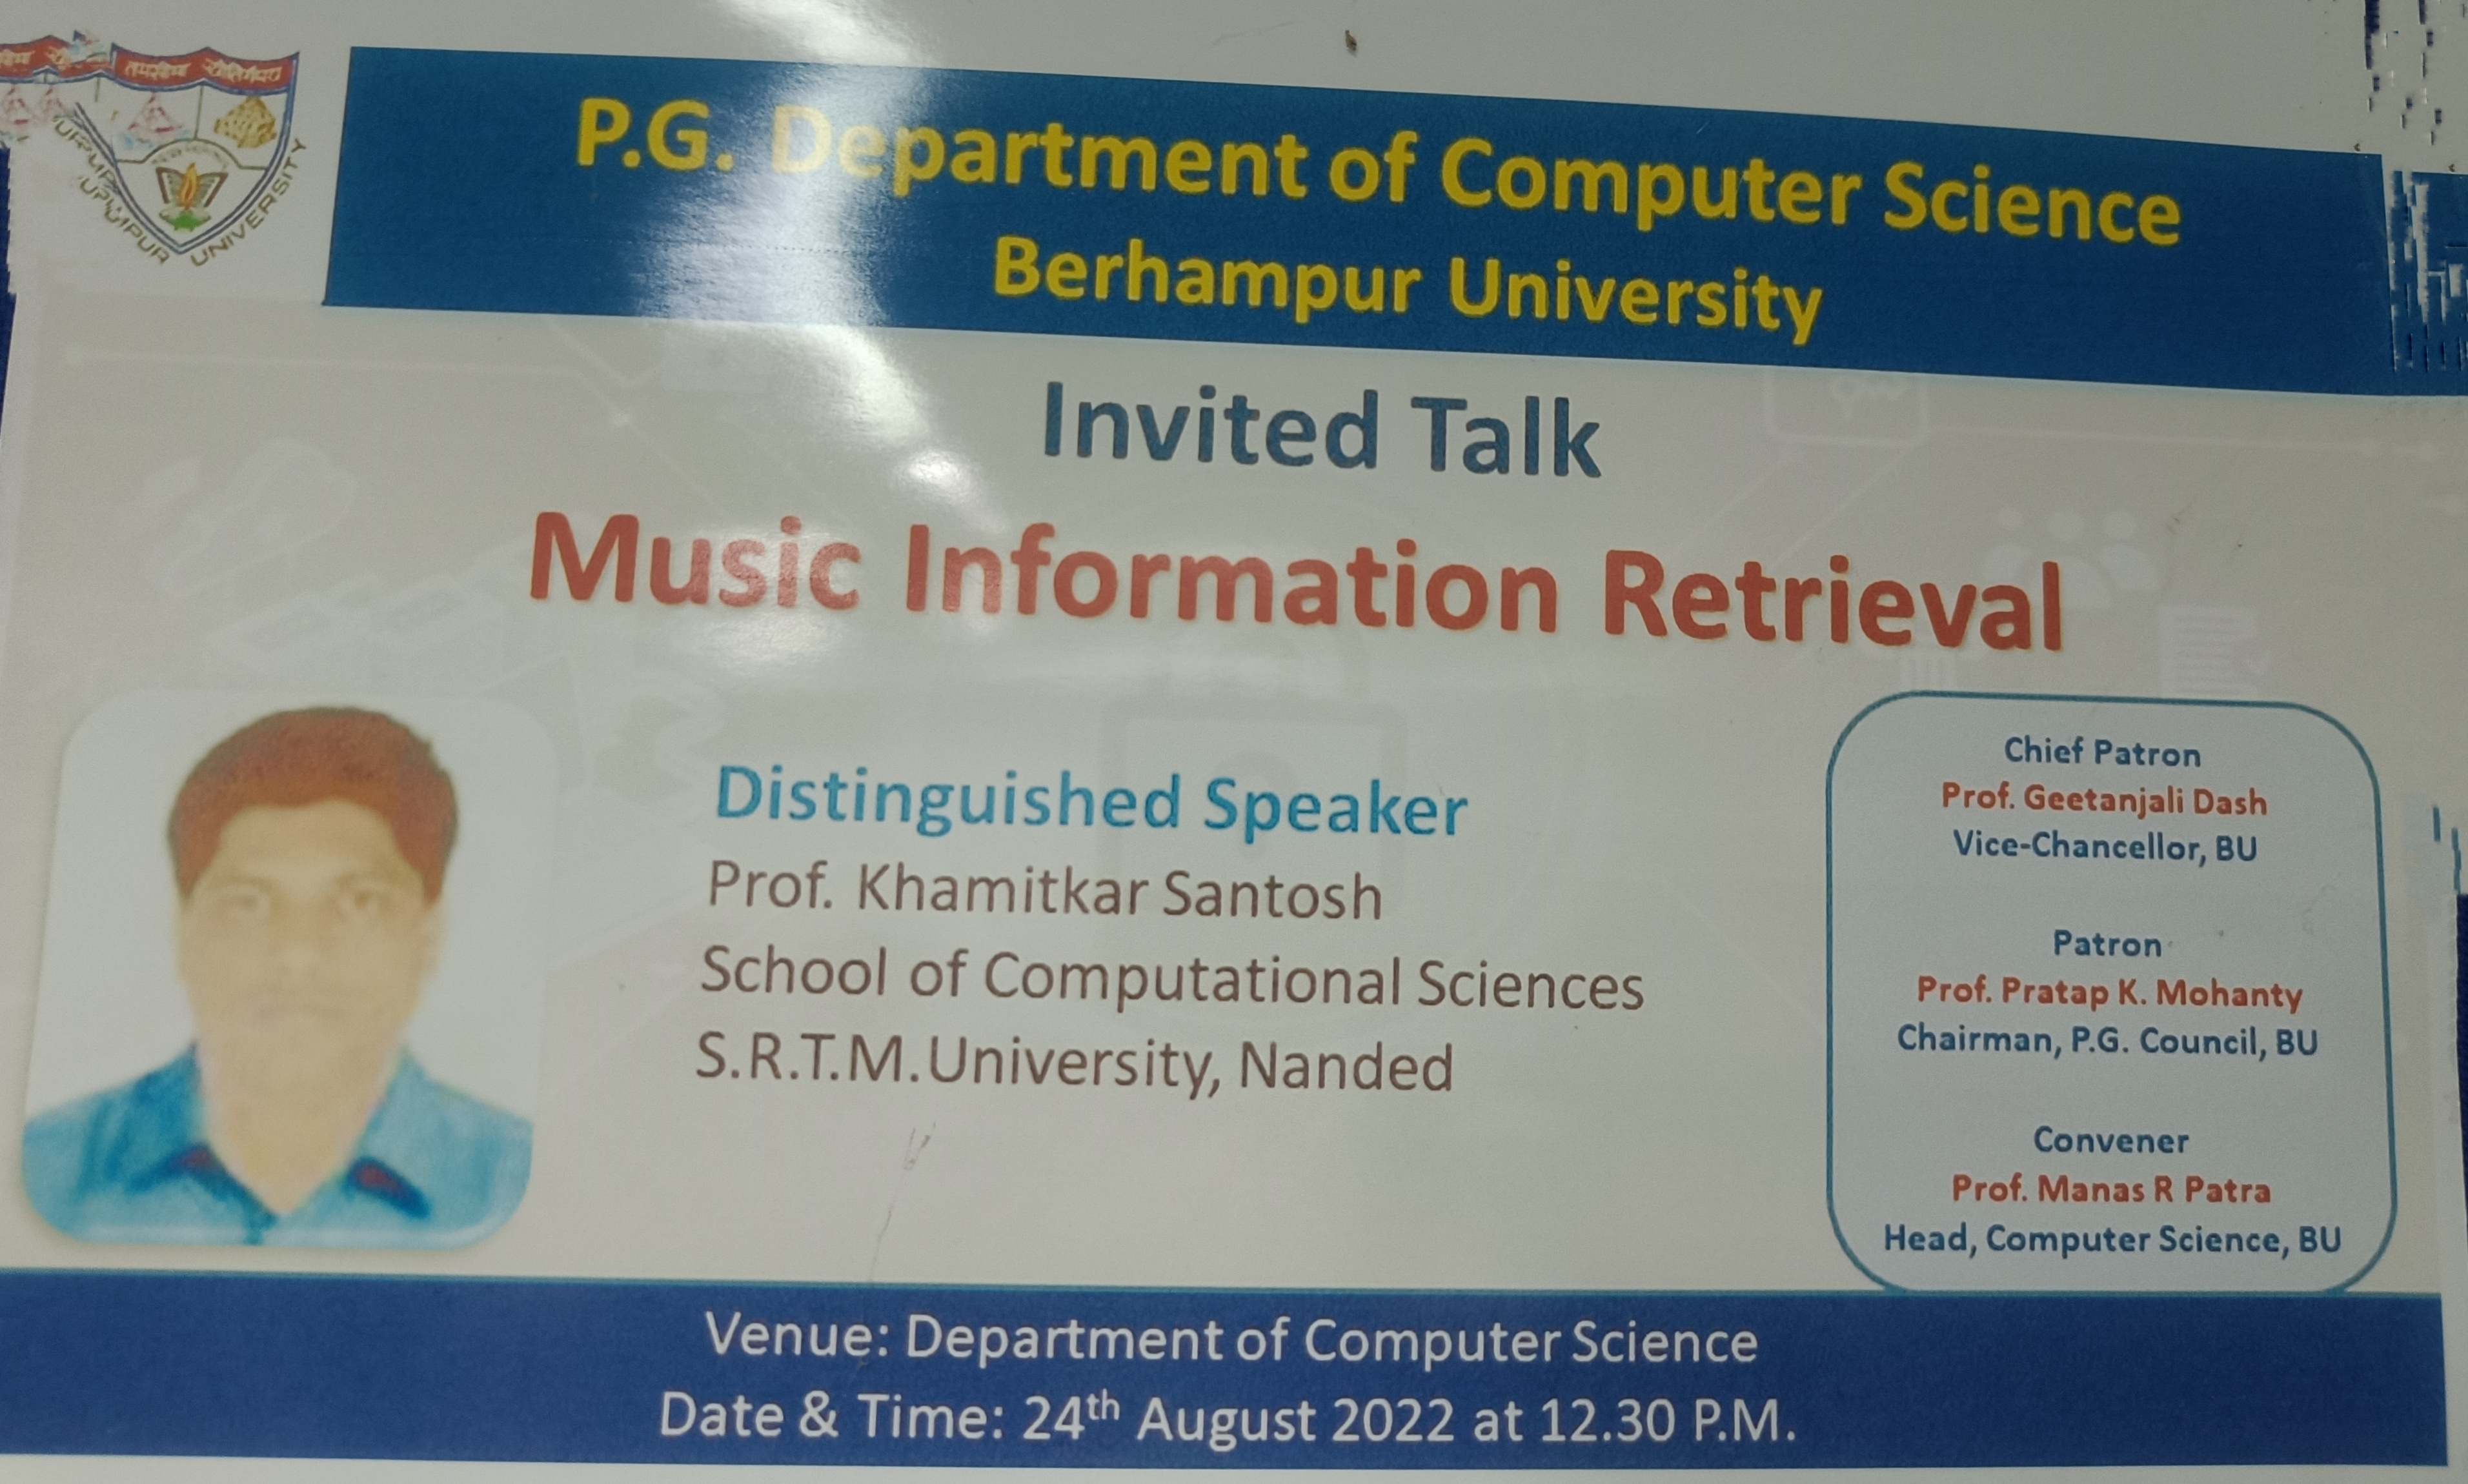 तमसोमा ज्योतिर्गमय
UNIVERSITY
P.G. Department of Computer Science
Berhampur University
Invited Talk
Music Information Retrieval
Distinguished Speaker
Prof. Khamitkar Santosh
School of Computational Sciences
S.R.T.M.University, Nanded
Chief Patron
Prof. Geetanjali Dash
Vice-Chancellor, BU
Patron
Prof. Pratap K. Mohanty
Chairman, P.G. Council, BU
Convener
Prof. Manas R Patra
Head, Computer Science, BU
Venue: Department of Computer Science
Date & Time: 24th August 2022 at 12.30 P.M.